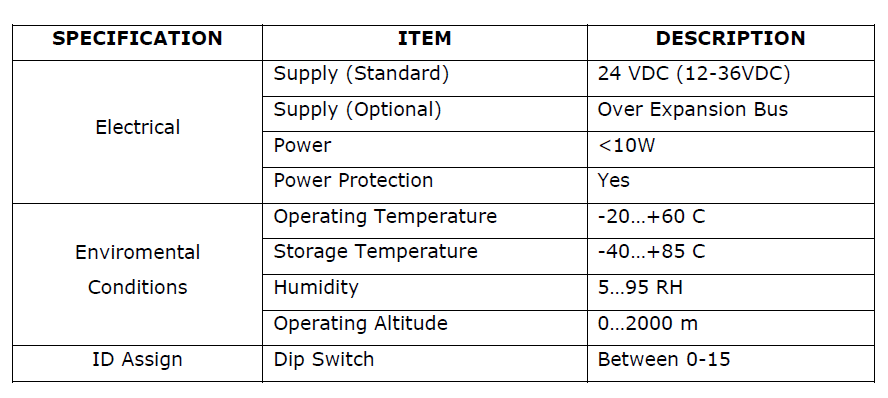 SPECIFICATION ITEM DESCRIPTION
Electrical
Supply (Standard) 24 VDC (12-36VDC)
Supply (Optional) Over Expansion Bus
Power <10W
Power Protection Yes
Enviromental
Conditions
Operating Temperature -20…+60 C
Storage Temperature -40…+85 C
Humidity 5…95 RH
Operating Altitude 0…2000 m
ID Assign Dip Switch Between 0-15